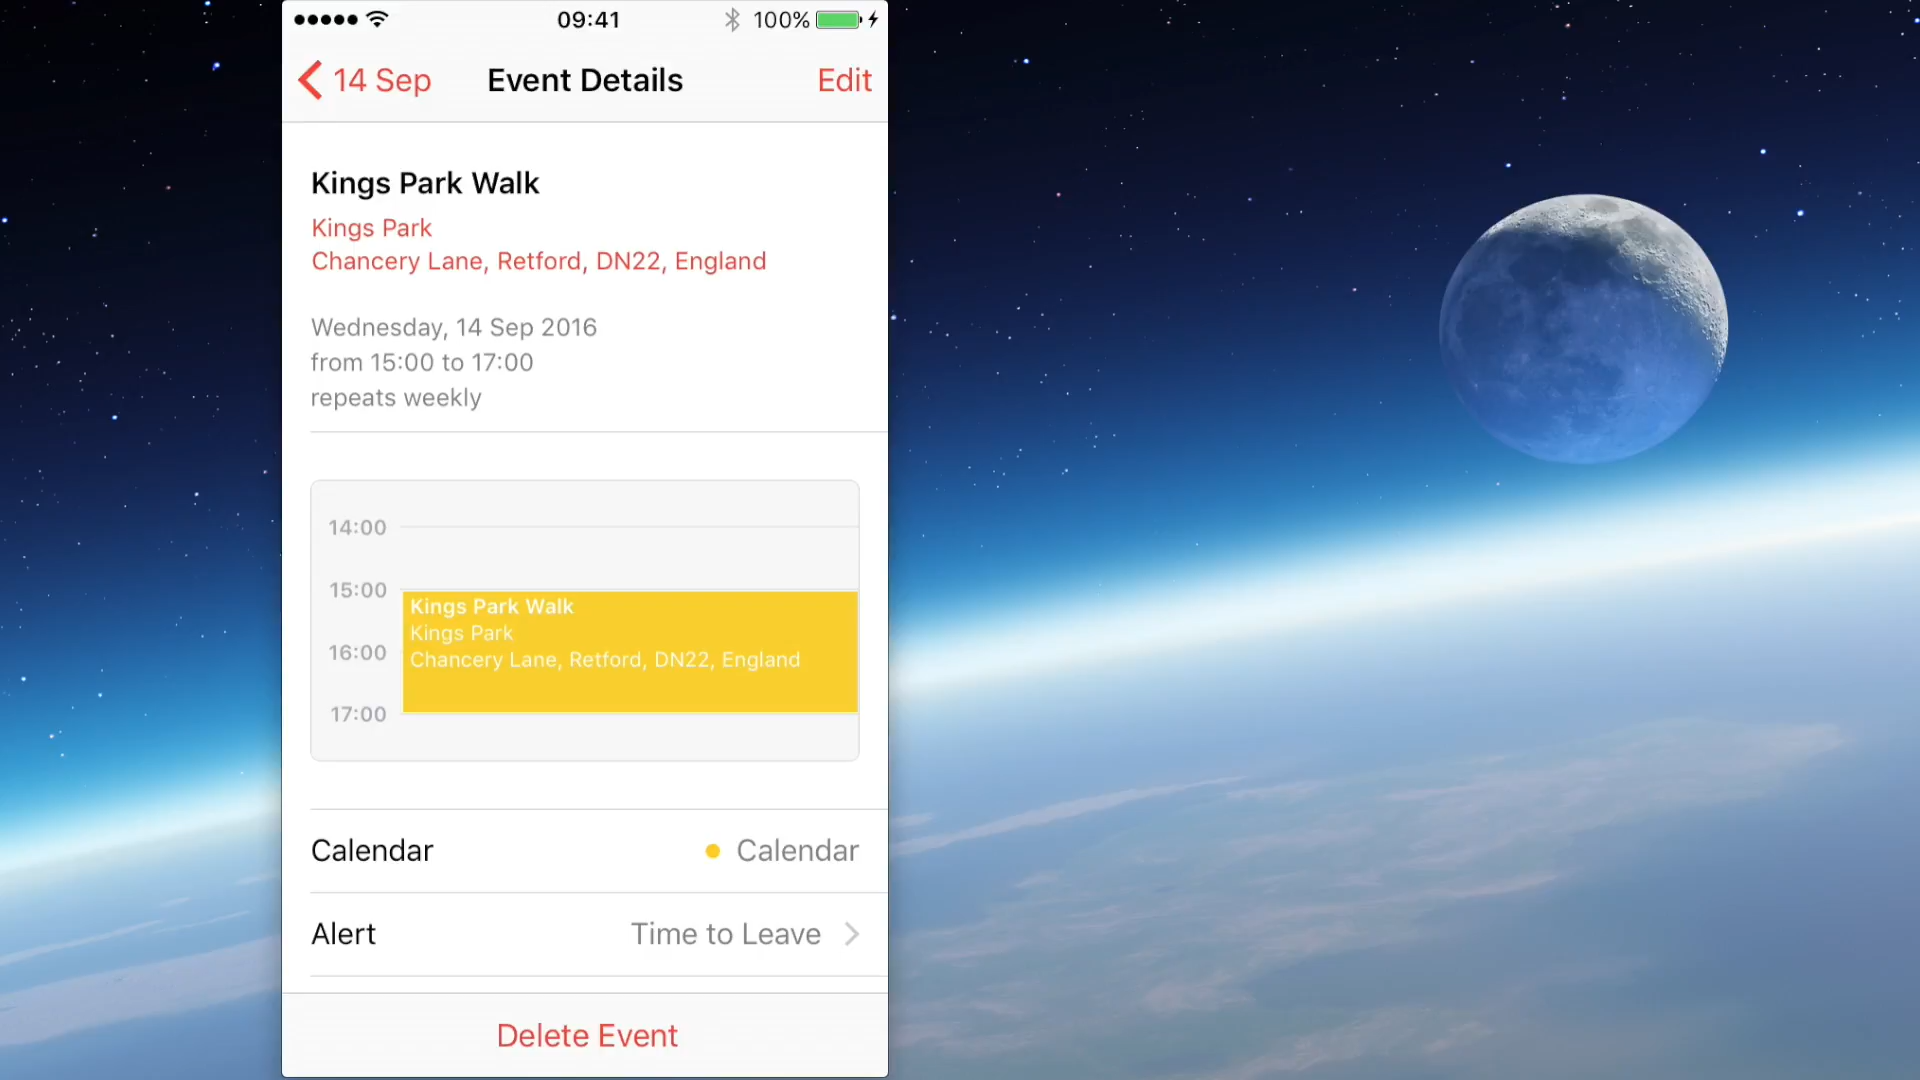 09:41
100%
14 Sep
Event Details
Edit
Kings Park Walk
Kings Park
Chancery Lane, Retford, DN22, England
Wednesday, 14 Sep 2016
from 15:00 to 17:00
repeats weekly
14:00
15:00
Kings Park Walk
Kings Park
16:00
Chancery Lane, Retford, DN22, England
17:00
Calendar
Calendar
Alert
Time to Leave
Delete Event